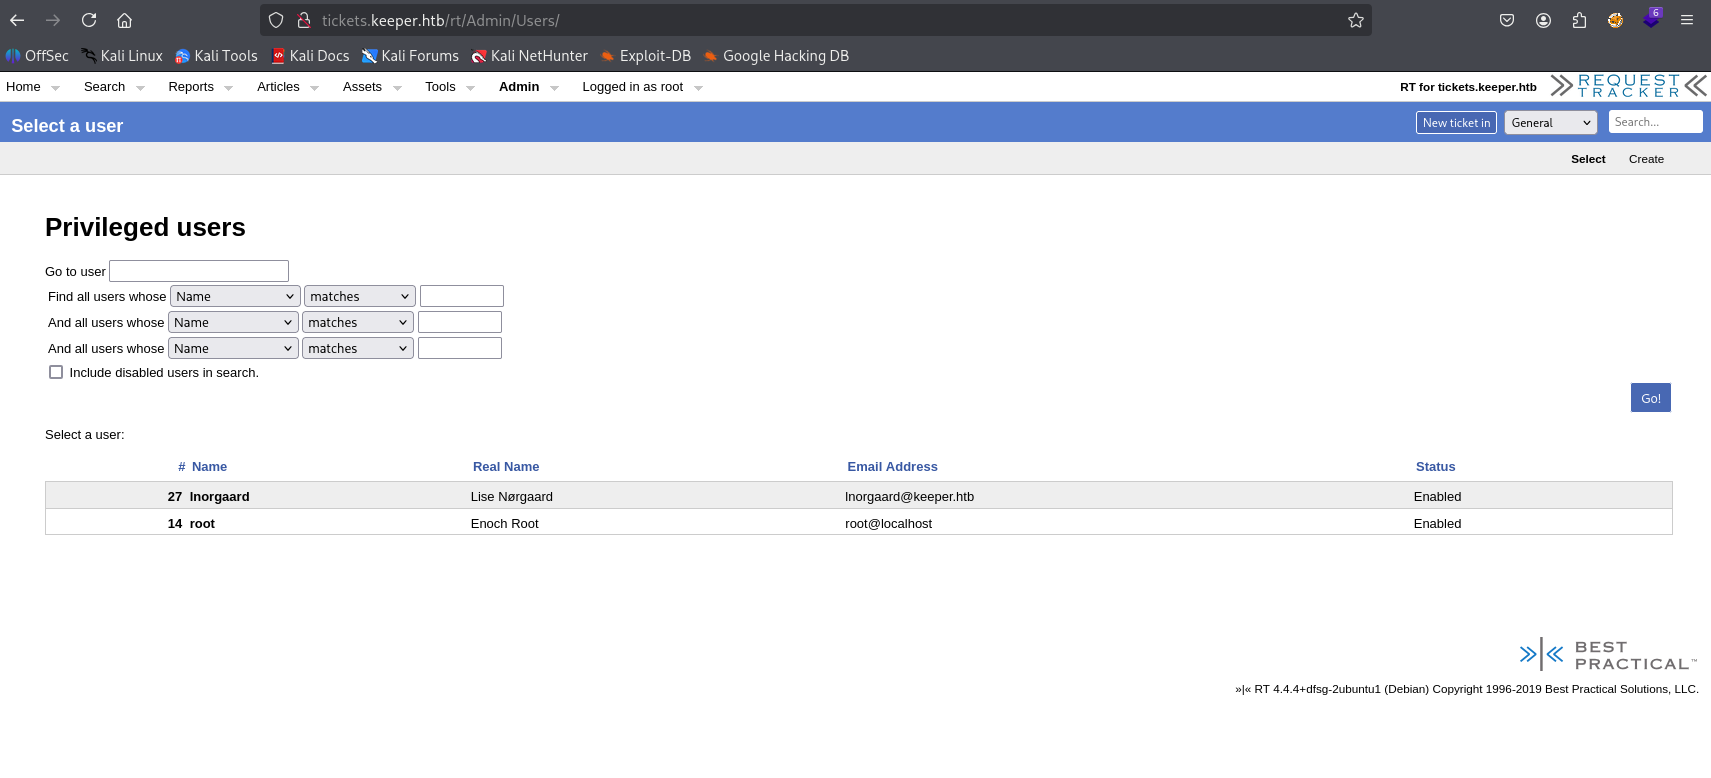 tickets.keeper.htb/rt/Admin/Users/
6
OffSec Kali Linux Kali Tools Kali Docs Kali Forums Kali NetHunter Exploit-DB Google Hacking DB
Home Search Reports Articles Assets Tools Admin Logged in as root RT for tickets.keeper.htb REQUEST TRACKER
Select a user New ticket in General Search...
Select Create
Privileged users
Go to user
Find all users whose Name matches
And all users whose Name matches
And all users whose Name matches
Include disabled users in search.
Go!
Select a user:
# Name Real Name Email Address Status
27 lnorgaard Lise Nørgaard lnorgaard@keeper.htb Enabled
14 root Enoch Root root@localhost Enabled
BEST
PRACTICAL™
»|« RT 4.4.4+dfsg-2ubuntu1 (Debian) Copyright 1996-2019 Best Practical Solutions, LLC.